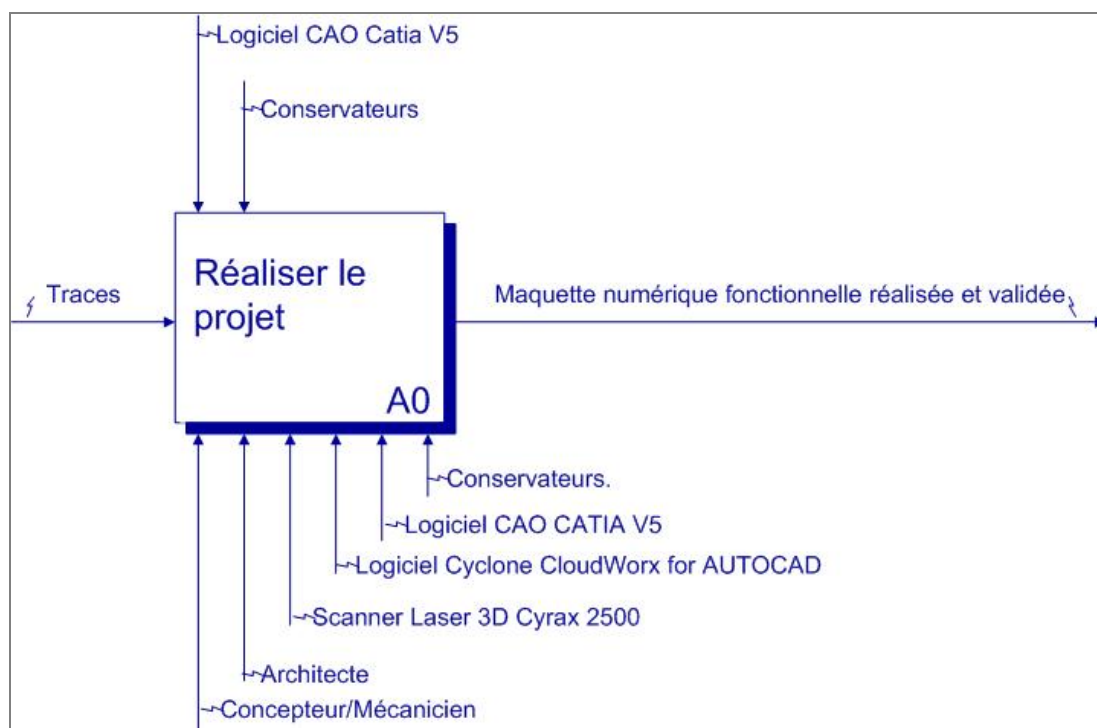 Logiciel CAO Catia V5
Conservateurs
Réaliser le
projet
A0
Traces
Maquette numérique fonctionnelle réalisée et validée
Conservateurs.
Logiciel CAO CATIA V5
Logiciel Cyclone CloudWorx for AUTOCAD
Scanner Laser 3D Cyrax 2500
Architecte
Concepteur/Mécanicien